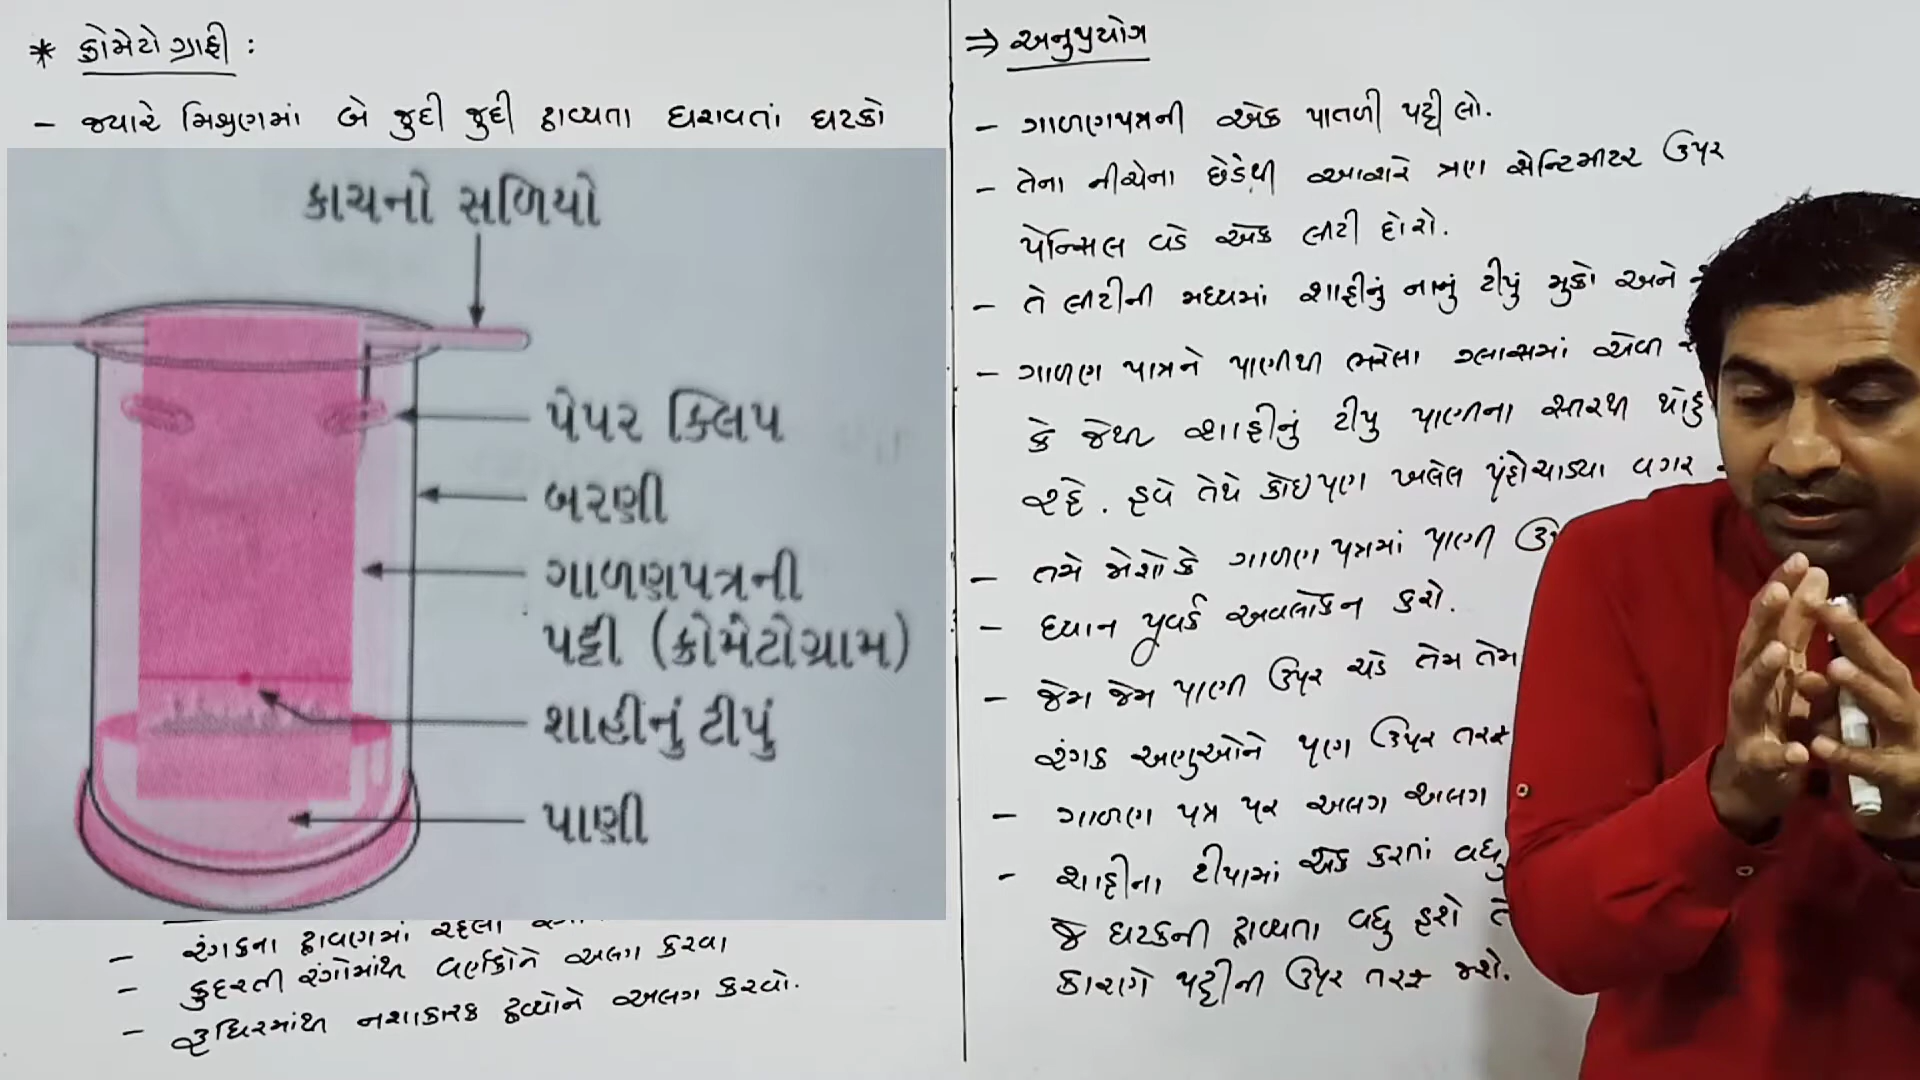 * ક્રોમેટોગ્રાફી :
- જ્યારે મિશ્રણમાં બે જુદી જુદી દ્રાવ્યતા ધરાવતાં ઘટકો
કાચનો સળિયો
પેપર ક્લિપ
બરણી
ગાળણપત્રની
પટ્ટી (ક્રોમેટોગ્રામ)
શાહીનું ટીપું
પાણી
- રંગકના દ્રાવણમાં રહેલા
- કુદરતી રંગોમાંથી વર્ણકોને અલગ કરવા
- રૂધિરમાંથી નશાકારક દ્રવ્યોને અલગ કરવો.
⇒ અનુપ્રયોગ
- ગાળણપત્રની એક પાતળી પટ્ટી લો.
- તેના નીચેના છેડેથી આશરે ત્રણ સેન્ટિમીટર ઉપર
પેન્સિલ વડે એક લીટી દોરો.
- તે લીટીની મધ્યમાં શાહીનું નાનું ટીપું મુકો અને
- ગાળણ પાત્રને પાણીથી ભરેલા ગ્લાસમાં એવી
કે જેથી શાહીનું ટીપુ પાણીના સ્તરથી થોડુ
રહે. હવે તેને કોઇપણ ખલેલ પહોંચાડ્યા વગર
- તમે જોશો કે ગાળણ પત્રમાં પાણી
- ધ્યાન પૂર્વક અવલોકન કરો.
- જેમ જેમ પાણી ઉપર ચડે તેમ તેમ
રંગક અણુઓને પણ ઉપર તરફ
- ગાળણ પત્ર પર અલગ અલગ
- શાહીના ટીપામાં એક કરતાં વધુ
જે ઘટકની દ્રાવ્યતા વધુ હશે તે
કારણે પટ્ટીની ઉપર તરફ જશે.